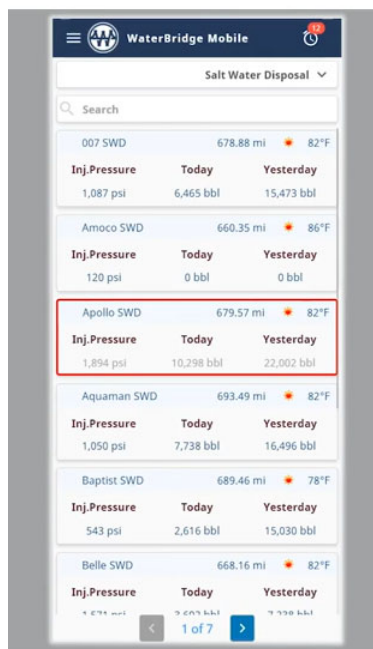 12
WaterBridge Mobile
Salt Water Disposal
Search
007 SWD 678.88 mi 82°F
Inj.Pressure Today Yesterday
1,087 psi 6,465 bbl 15,473 bbl
Amoco SWD 660.35 mi 86°F
Inj.Pressure Today Yesterday
120 psi 0 bbl 0 bbl
Apollo SWD 679.57 mi 82°F
Inj.Pressure Today Yesterday
1,894 psi 10,298 bbl 22,002 bbl
Aquaman SWD 693.49 mi 82°F
Inj.Pressure Today Yesterday
1,050 psi 7,738 bbl 16,496 bbl
Baptist SWD 689.46 mi 78°F
Inj.Pressure Today Yesterday
543 psi 2,616 bbl 15,030 bbl
Belle SWD 668.16 mi 82°F
Inj.Pressure Today Yesterday
1 of 7